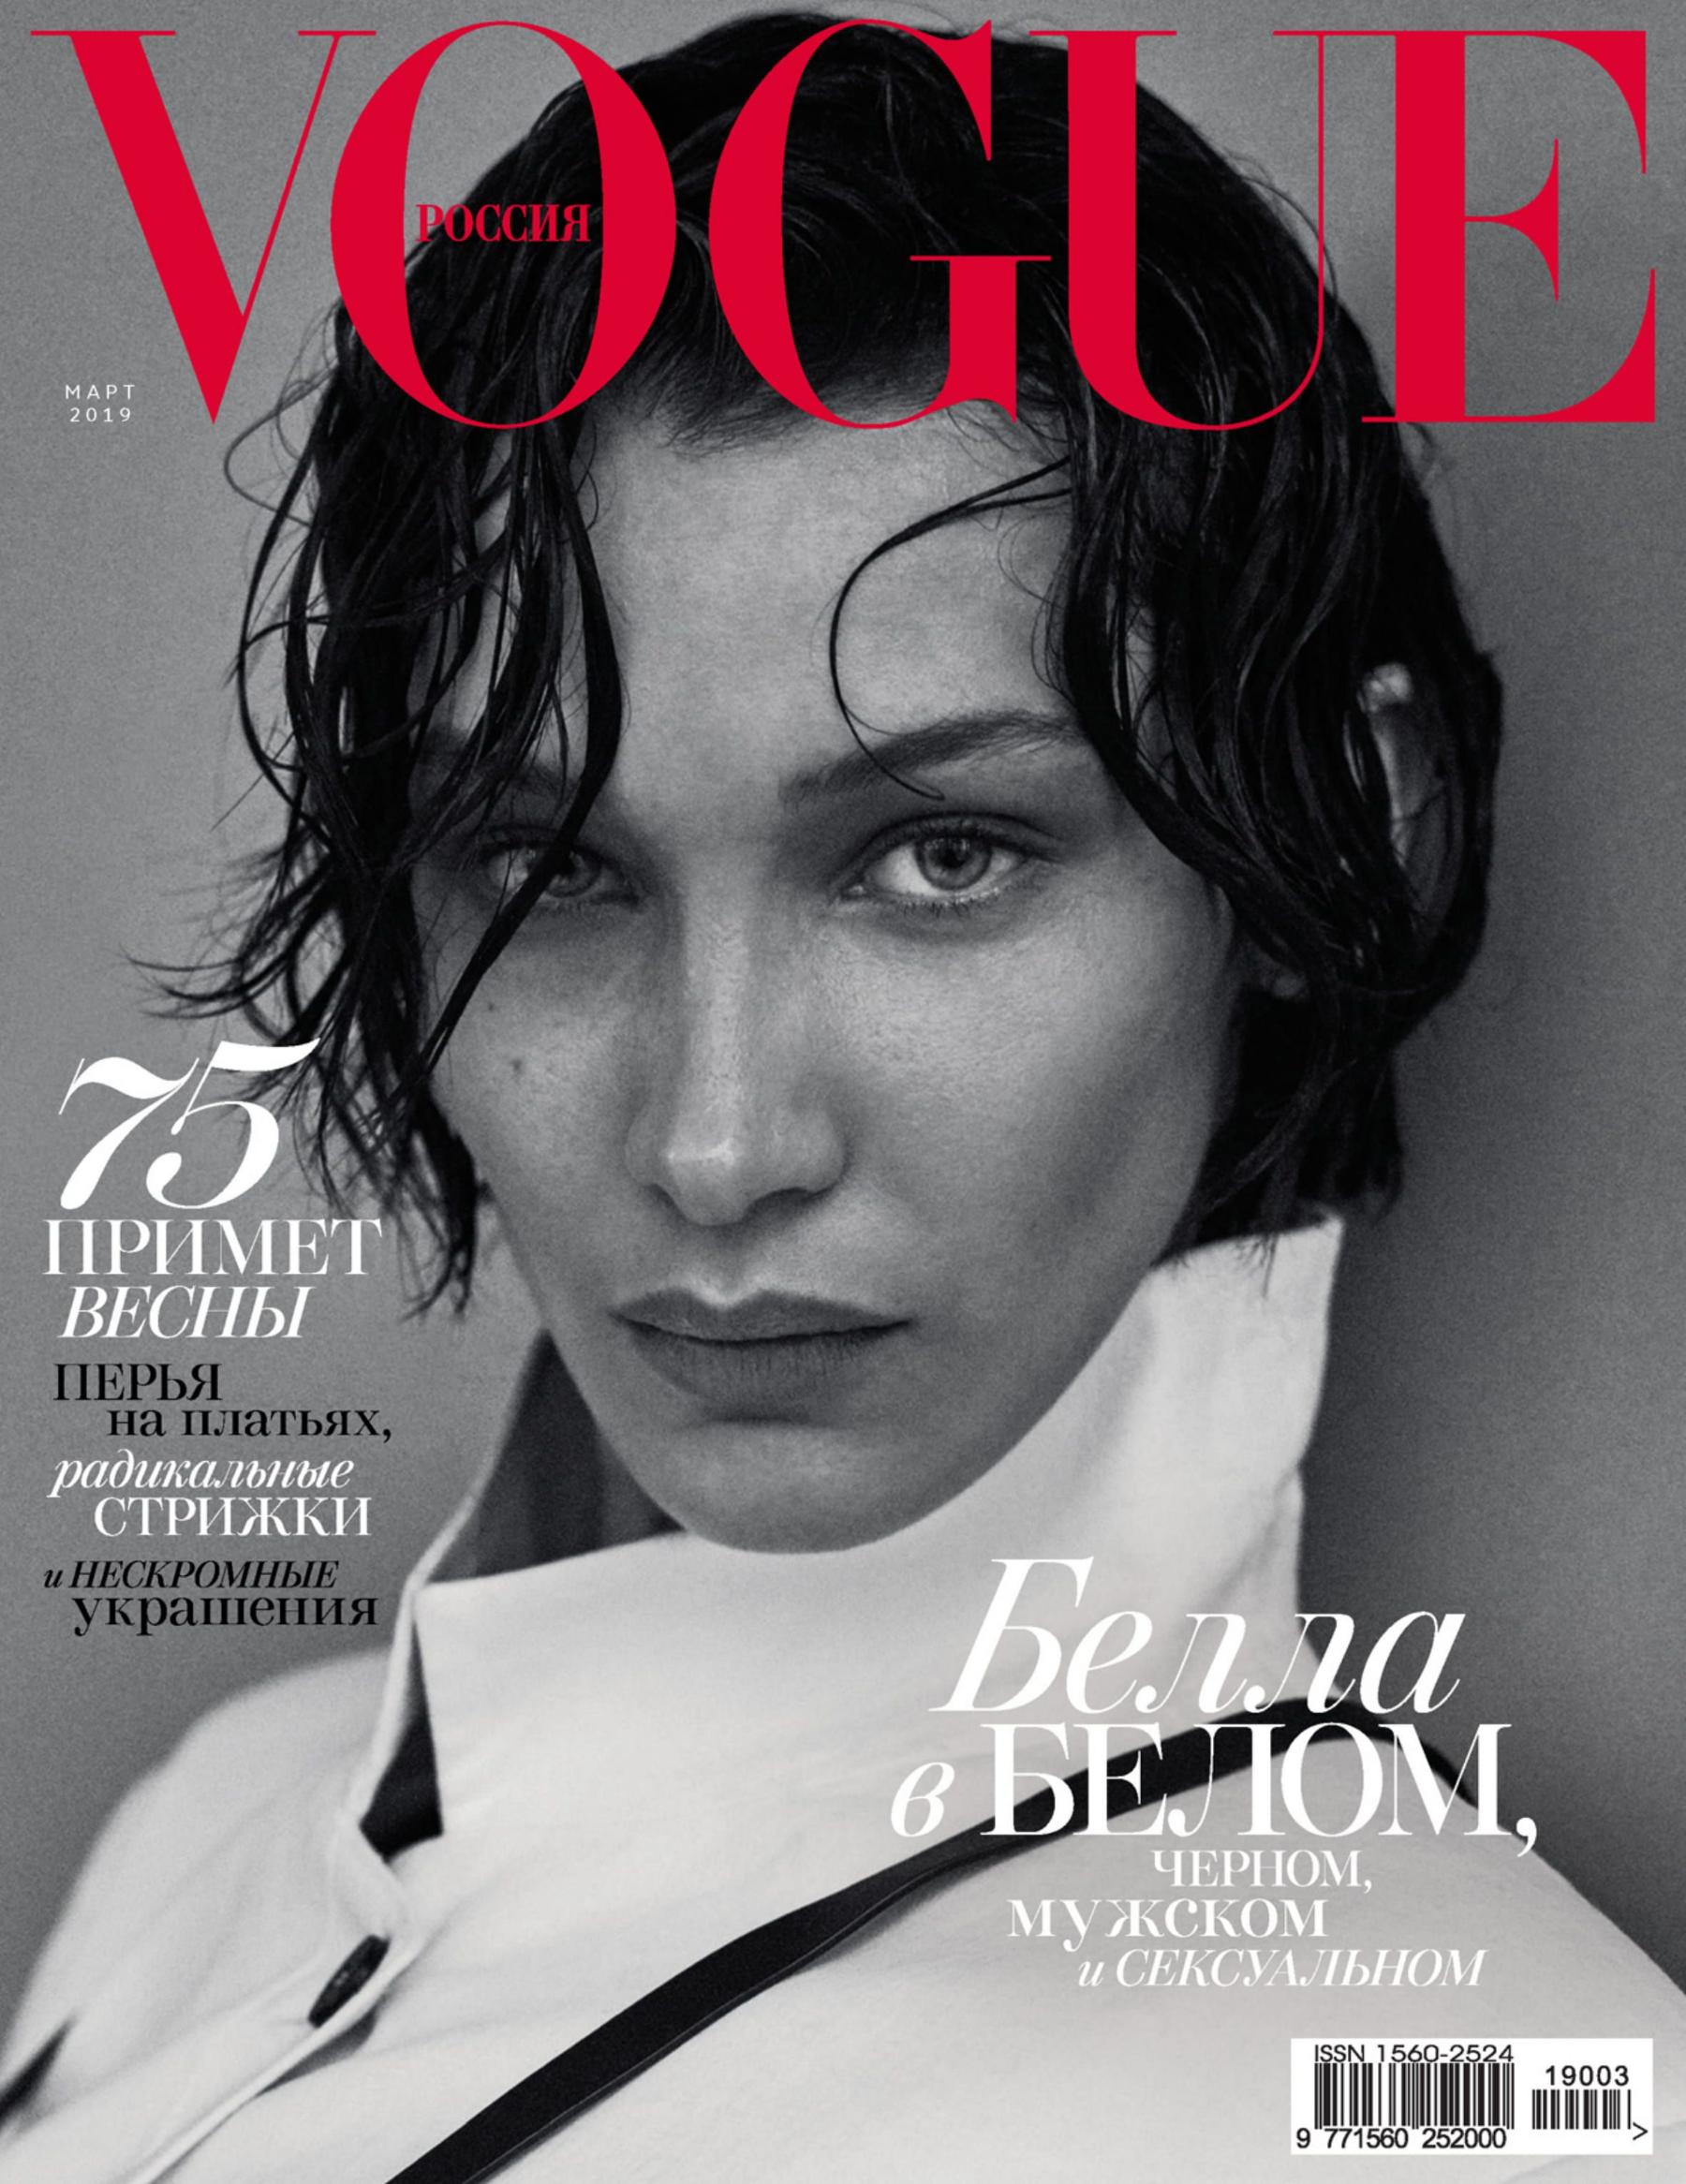 VOGUE
РОССИЯ
МАРТ
2019
75
ПРИМЕТ
ВЕСНЫ
ПЕРЬЯ
на платьях,
радикальные
СТРИЖКИ
и НЕСКРОМНЫЕ
украшения
Белла
в БЕЛОМ,
ЧЕРНОМ,
МУЖСКОМ
и СЕКСУАЛЬНОМ
ISSN 1560-2524
19003
9 771560 252000 >